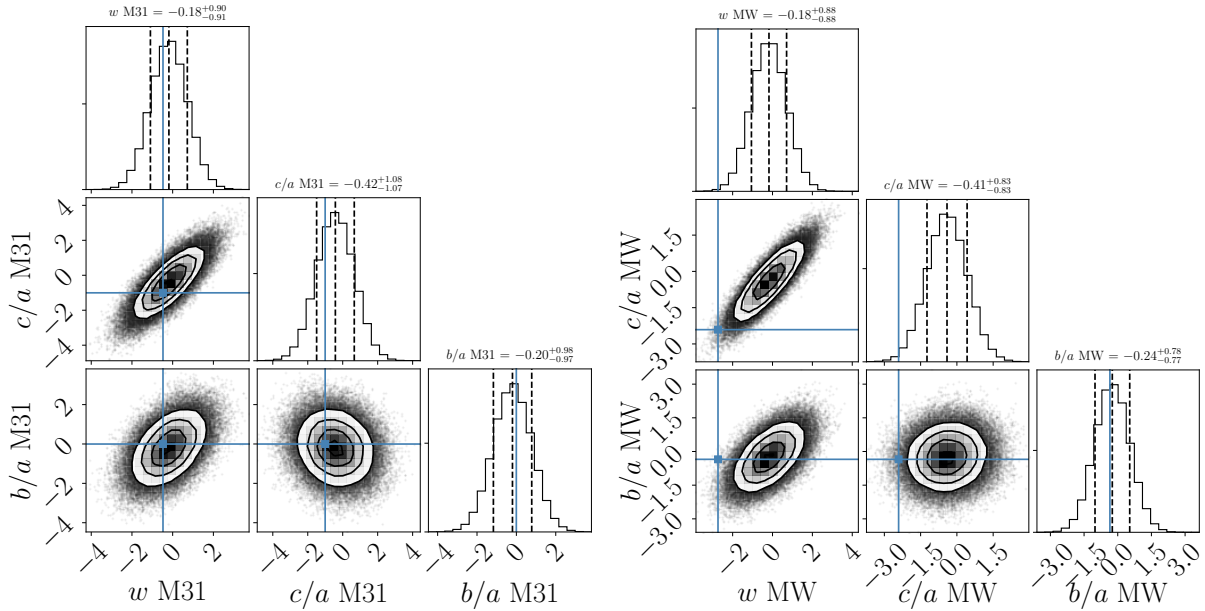 w M31 = −0.18+0.90−0.91
c/a M31 = −0.42+1.08−1.07
b/a M31 = −0.20+0.98−0.97
c/a M31
4
2
0
−2
−4
b/a M31
2
0
−2
−4
−4 −2 0 2
w M31
−4 −2 0 2
c/a M31
−4 −2 0 2
b/a M31
w MW = −0.18+0.88−0.88
c/a MW = −0.41+0.83−0.83
b/a MW = −0.24+0.78−0.77
c/a MW
1.5
0.0
−1.5
−3.0
b/a MW
3.0
1.5
0.0
−1.5
−3.0
−2 0 2 4
w MW
−3.0 −1.5 0.0 1.5
c/a MW
−3.0 −1.5 0.0 1.5 3.0
b/a MW